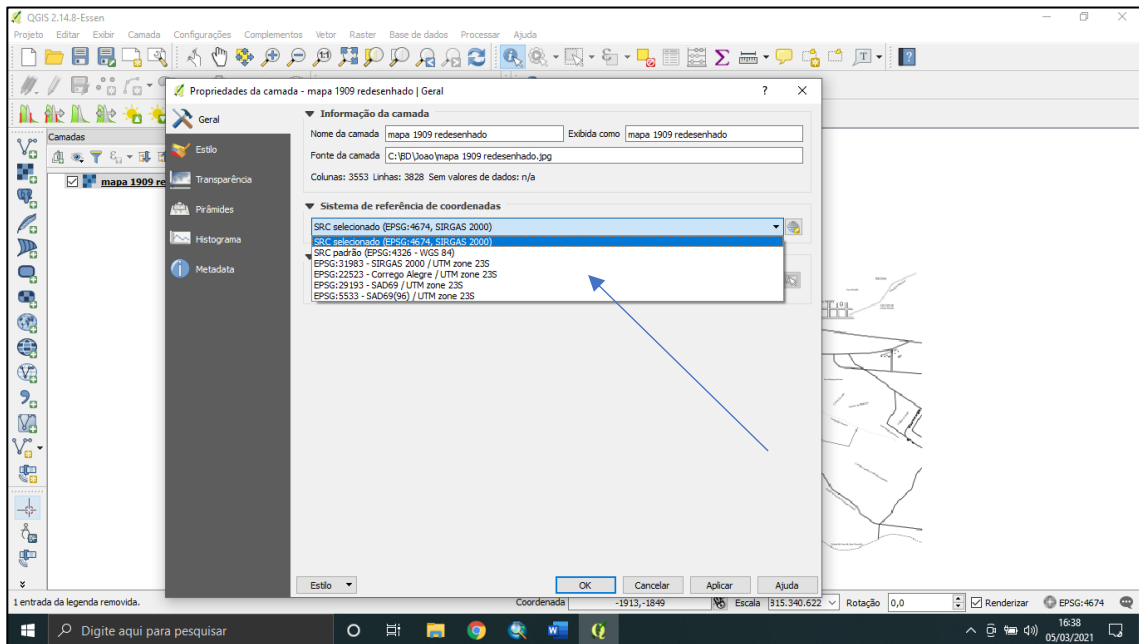 QGIS 2.14.8-Essen
Projeto Editar Exibir Camada Configurações Complementos Vetor Raster Base de dados Processar Ajuda
Propriedades da camada - mapa 1909 redesenhado | Geral ? 
Camadas
mapa 1909 re
Geral
Estilo
Transparência
Pirâmides
Histograma
Metadata
Informação da camada
Nome da camada mapa 1909 redesenhado Exibida como mapa 1909 redesenhado
Fonte da camada C:\BD\Joao\mapa 1909 redesenhado.jpg
Colunas: 3553 Linhas: 3828 Sem valores de dados: n/a
Sistema de referência de coordenadas
SRC selecionado (EPSG:4674, SIRGAS 2000)
SRC selecionado (EPSG:4674, SIRGAS 2000)
SRC padrão (EPSG:4326 - WGS 84)
EPSG:31983 - SIRGAS 2000 / UTM zone 23S
EPSG:22523 - Corrego Alegre / UTM zone 23S
EPSG:29193 - SAD69 / UTM zone 23S
EPSG:5533 - SAD69(96) / UTM zone 23S
Estilo OK Cancelar Aplicar Ajuda
1 entrada da legenda removida. Coordenada -1913,-1849 Escala 315.340.622 Rotação 0,0 Renderizar EPSG:4674
Digite aqui para pesquisar
16:38
05/03/2021